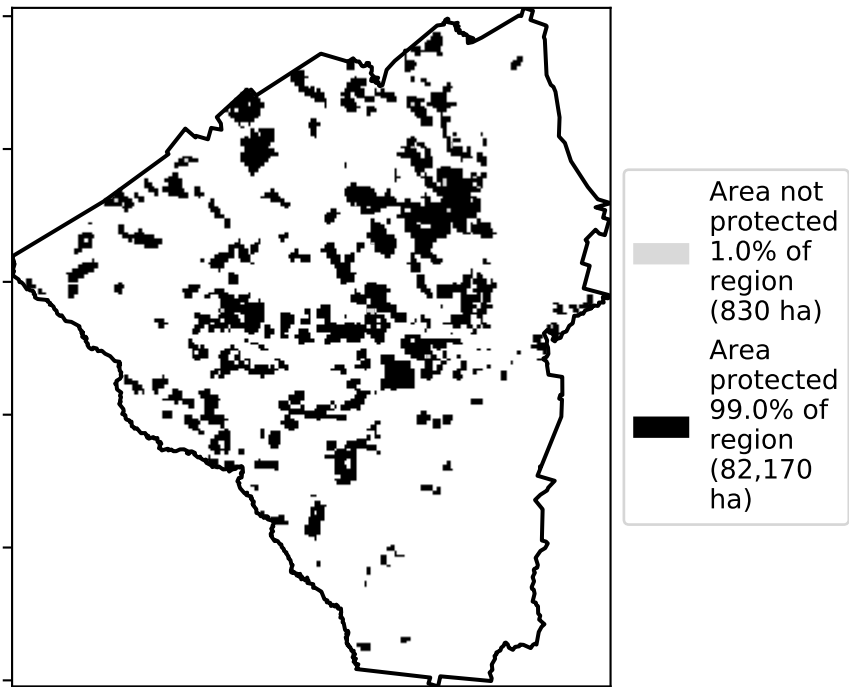 Area not
protected
1.0% of
region
(830 ha)
Area
protected
99.0% of
region
(82,170
ha)